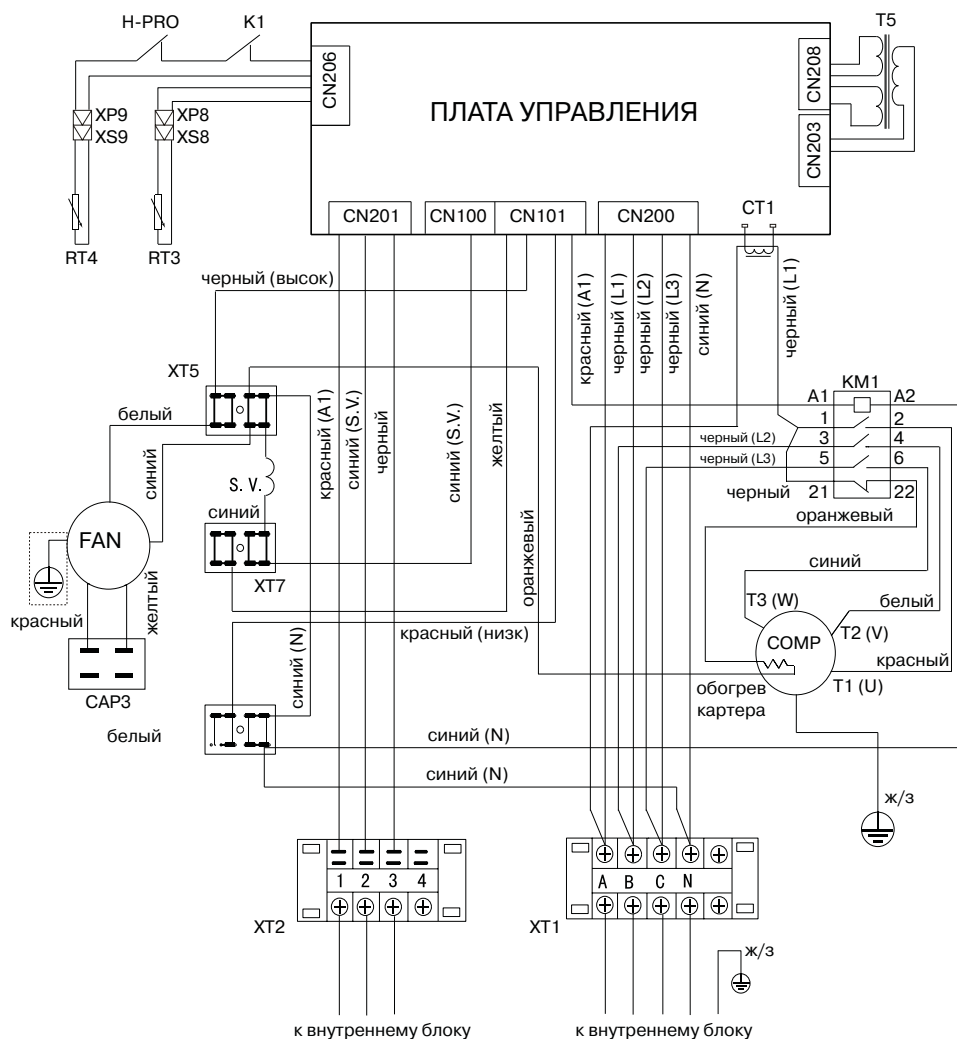 H-PRO
K1
T5
CN206
CN208
ПЛАТА УПРАВЛЕНИЯ
XP9
XS9
XP8
XS8
CN203
RT4
RT3
CN201
CN100
CN101
CN200
CT1
черный (высок)
красный (A1)
черный (L1)
черный (L2)
черный (L3)
синий (N)
черный (L1)
XT5
KM1
A1
A2
белый
красный (A1)
синий (S.V.)
черный
синий (S.V.)
желтый
1
2
черный (L2)
3
4
черный (L3)
5
6
синий
S. V.
черный
21
22
синий
оранжевый
FAN
XT7
оранжевый
синий
красный
желтый
T3 (W)
белый
синий (N)
красный (низк)
COMP
T2 (V)
красный
CAP3
обогрев
картера
T1 (U)
белый
синий (N)
синий (N)
ж/з
1
2
3
4
A
B
C
N
XT2
XT1
ж/з
к внутреннему блоку
к внутреннему блоку